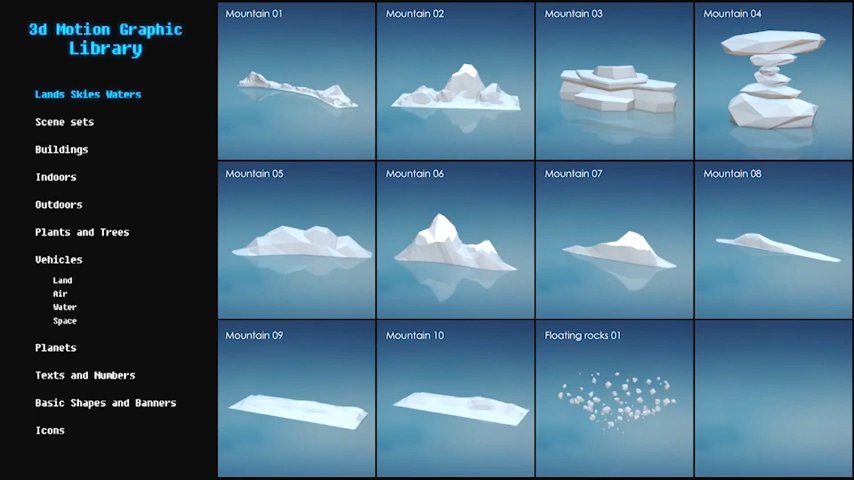 3d Motion Graphic
Library
Lands Skies Waters
Scene sets
Buildings
Indoors
Outdoors
Plants and Trees
Vehicles
Land
Air
Water
Space
Planets
Texts and Numbers
Basic Shapes and Banners
Icons
Mountain 01
Mountain 02
Mountain 03
Mountain 04
Mountain 05
Mountain 06
Mountain 07
Mountain 08
Mountain 09
Mountain 10
Floating rocks 01